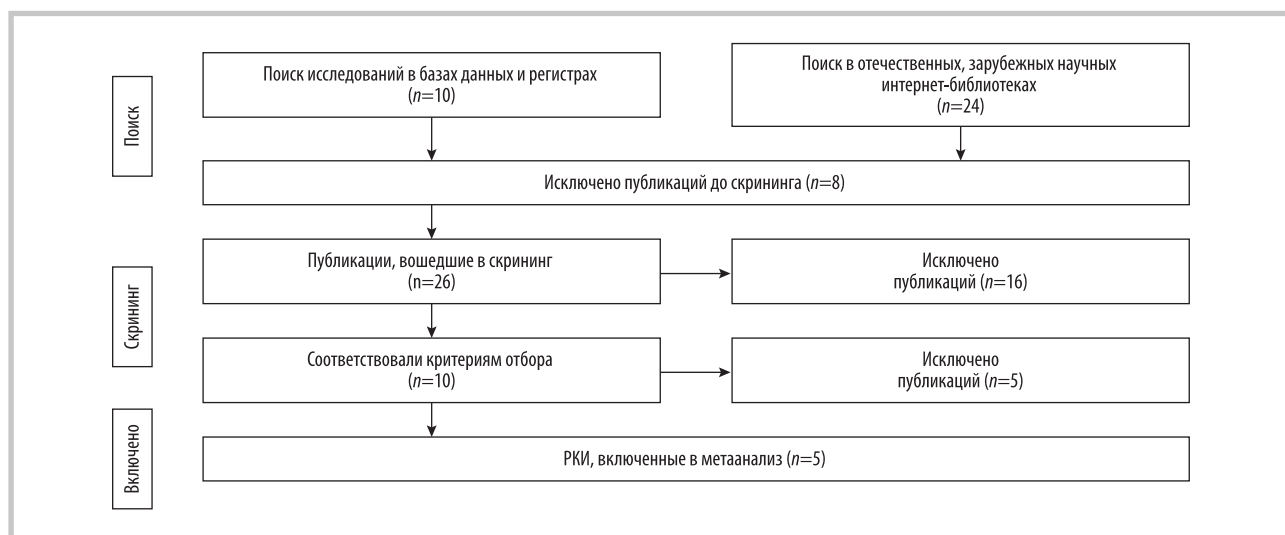 Поиск
Поиск исследований в базах данных и регистрах
(n=10)
Поиск в отечественных, зарубежных научных
интернет-библиотеках
(n=24)
Исключено публикаций до скрининга (n=8)
Скрининг
Публикации, вошедшие в скрининг
(n=26)
Исключено
публикаций (n=16)
Соответствовали критериям отбора
(n=10)
Исключено
публикаций (n=5)
Включено
РКИ, включенные в метаанализ (n=5)